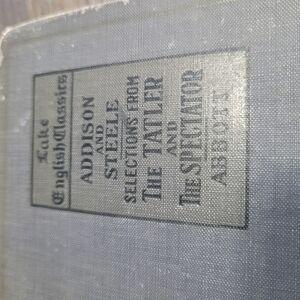 Lake
English Classics
ADDISON
AND
STEELE
SELECTIONS FROM
THE TATLER
AND
THE SPECTATOR
ABBOTT